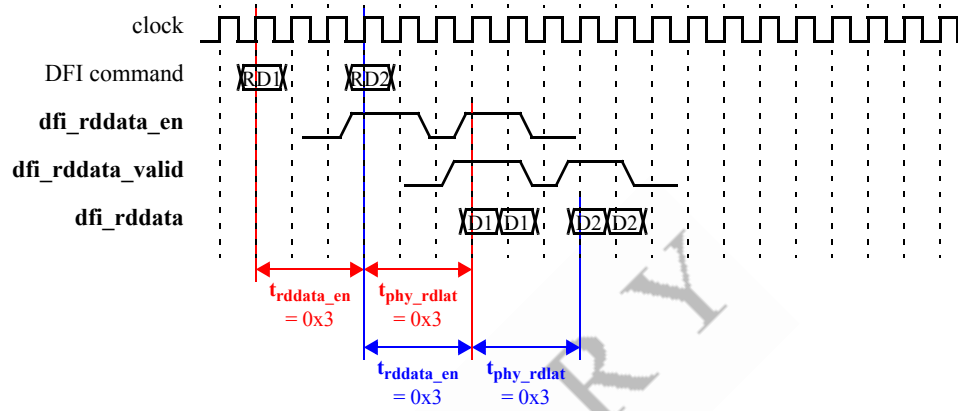 clock
DFI command RD1 RD2
dfi_rddata_en
dfi_rddata_valid
dfi_rddata D1 D1 D2 D2
trddata_en tphy_rdlat
= 0x3 = 0x3
trddata_en tphy_rdlat
= 0x3 = 0x3
R Y